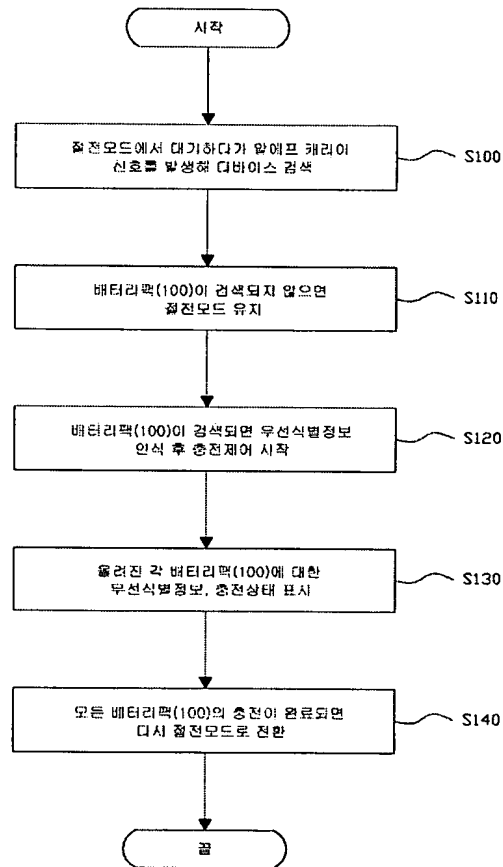 시작
절전모드에서 대기하다가 알에프 캐리어
신호를 발생해 디바이스 검색
S100
배터리팩(100)이 검색되지 않으면
절전모드 유지
S110
배터리팩(100)이 검색되면 무선식별정보
인식 후 충전제어 시작
S120
올려진 각 배터리팩(100)에 대한
무선식별정보, 충전상태 표시
S130
모든 배터리팩(100)의 충전이 완료되면
다시 절전모드로 전환
S140
끝